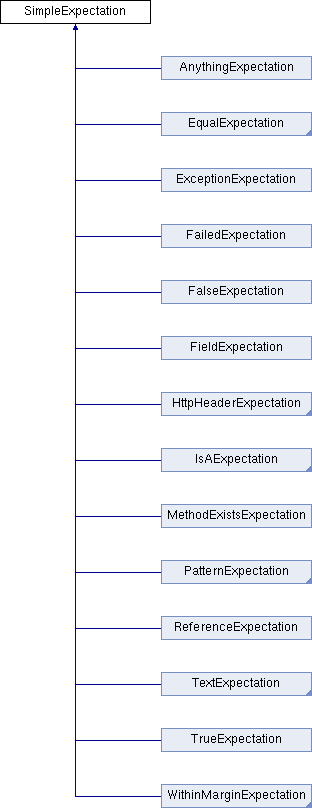 SimpleExpectation
AnythingExpectation
EqualExpectation
ExceptionExpectation
FailedExpectation
FalseExpectation
FieldExpectation
HttpHeaderExpectation
IsAExpectation
MethodExistsExpectation
PatternExpectation
ReferenceExpectation
TextExpectation
TrueExpectation
WithinMarginExpectation